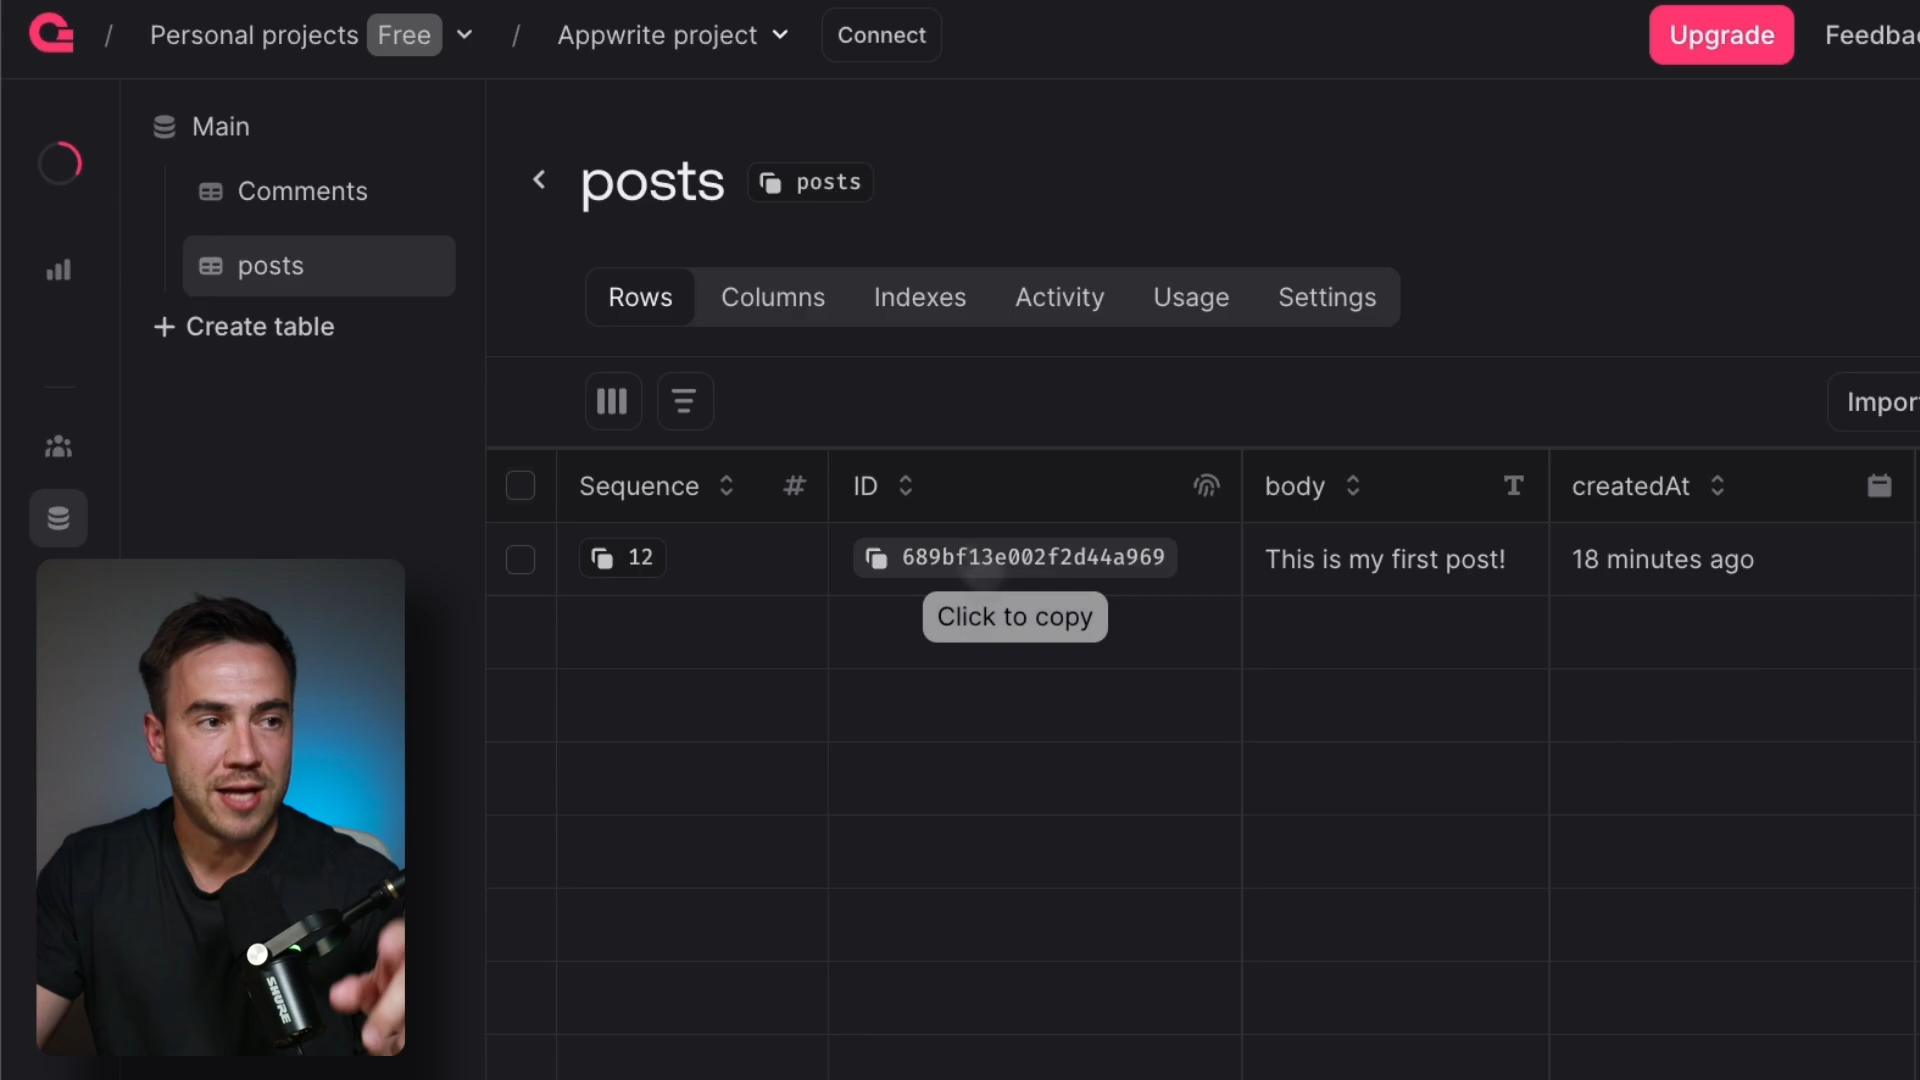 / Personal projects Free / Appwrite project Connect Upgrade
Main
Comments
posts
+ Create table
posts posts
Rows Columns Indexes Activity Usage Settings
Sequence # ID body T createdAt
12 689bf13e002f2d44a969 This is my first post! 18 minutes ago
Click to copy
SHURE